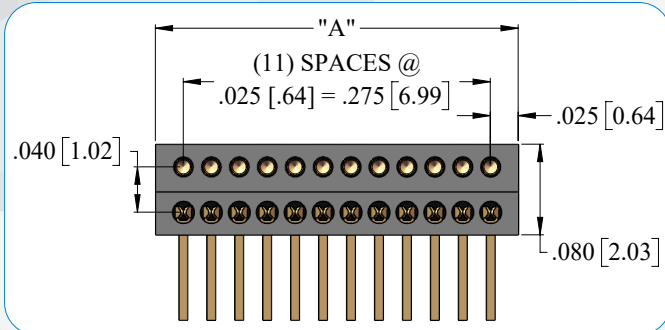 "A"
(11) SPACES @
.025 [.64] = .275 [6.99]
.025 [0.64]
.040 [1.02]
.080 [2.03]